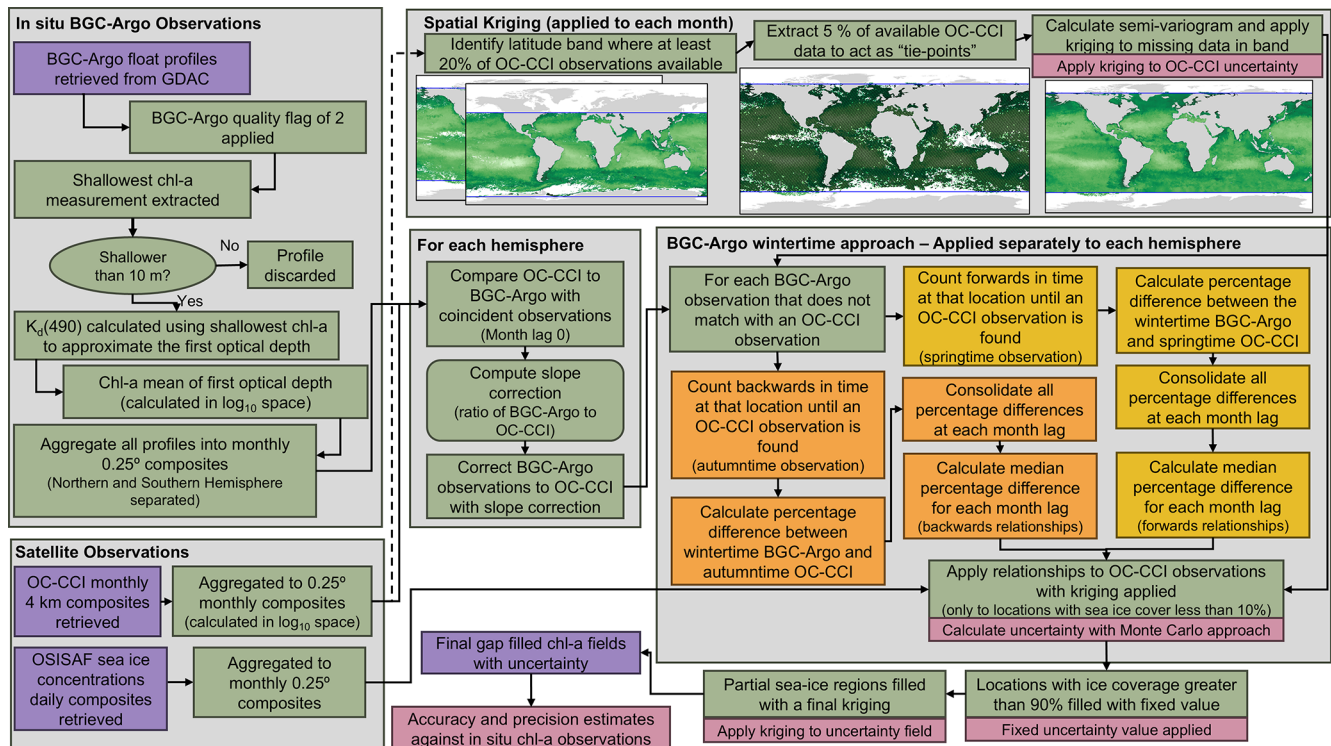 In situ BGC-Argo Observations
BGC-Argo float profiles
retrieved from GDAC
BGC-Argo quality flag of 2
applied
Shallowest chl-a
measurement extracted
Shallower
than 10 m?
No
Profile
discarded
Yes
Kd(490) calculated using shallowest chl-a
to approximate the first optical depth
Chl-a mean of first optical depth
(calculated in log10 space)
Aggregate all profiles into monthly
0.25º composites
(Northern and Southern Hemisphere
separated)
Satellite Observations
OC-CCI monthly
4 km composites
retrieved
Aggregated to 0.25º
monthly composites
(calculated in log10 space)
OSISAF sea ice
concentrations
daily composites
retrieved
Aggregated to
monthly 0.25º
composites
Spatial Kriging (applied to each month)
Identify latitude band where at least
20% of OC-CCI observations available
Extract 5 % of available OC-CCI
data to act as “tie-points”
Calculate semi-variogram and apply
kriging to missing data in band
Apply kriging to OC-CCI uncertainty
For each hemisphere
Compare OC-CCI to
BGC-Argo with
coincident observations
(Month lag 0)
Compute slope
correction
(ratio of BGC-Argo to
OC-CCI)
Correct BGC-Argo
observations to OC-CCI
with slope correction
BGC-Argo wintertime approach – Applied separately to each hemisphere
For each BGC-Argo
observation that does not
match with an OC-CCI
observation
Count forwards in time
at that location until an
OC-CCI observation is
found
(springtime observation)
Calculate percentage
difference between the
wintertime BGC-Argo
and springtime OC-CCI
Count backwards in time
at that location until an
OC-CCI observation is
found
(autumntime observation)
Consolidate all
percentage differences
at each month lag
Consolidate all
percentage differences
at each month lag
Calculate percentage
difference between
wintertime BGC-Argo and
autumntime OC-CCI
Calculate median
percentage difference
for each month lag
(backwards relationships)
Calculate median
percentage difference
for each month lag
(forwards relationships)
Apply relationships to OC-CCI observations
with kriging applied
(only to locations with sea ice cover less than 10%)
Calculate uncertainty with Monte Carlo approach
Locations with ice coverage greater
than 90% filled with fixed value
Fixed uncertainty value applied
Partial sea-ice regions filled
with a final kriging
Apply kriging to uncertainty field
Final gap filled chl-a fields
with uncertainty
Accuracy and precision estimates
against in situ chl-a observations